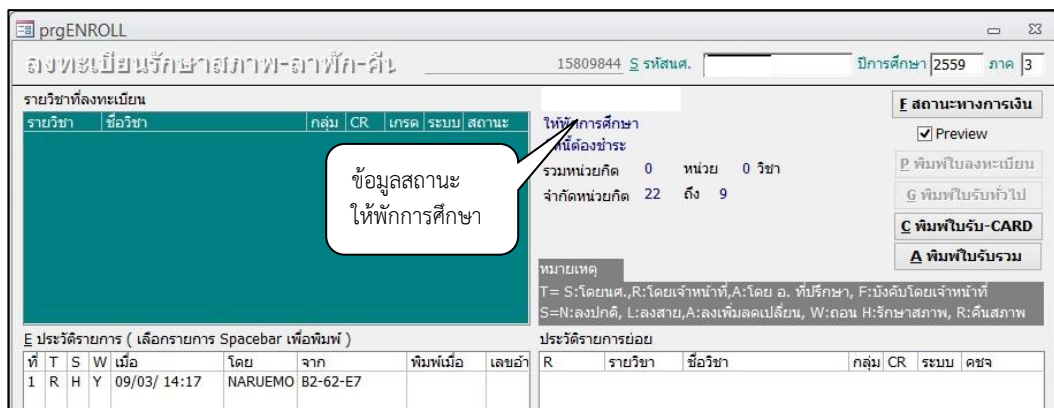 prgENROLL
ลงทะเบียนรักษาสภาพ-ลาพัก-คืน 15809844 S รหัสนศ. ปีการศึกษา 2559 ภาค 3
รายวิชาที่ลงทะเบียน
รายวิชา ชื่อวิชา กลุ่ม CR เกรด ระบบ สถานะ
ให้พักการศึกษา
ต้องชำระ
รวมหน่วยกิต 0 หน่วย 0 วิชา
จำกัดหน่วยกิต 22 ถึง 9
ข้อมูลสถานะ
ให้พักการศึกษา
F สถานะทางการเงิน
Preview
P พิมพ์ใบลงทะเบียน
G พิมพ์ใบรับทั่วไป
C พิมพ์ใบรับ-CARD
A พิมพ์ใบรับรวม
หมายเหตุ
T= S:โดยนศ.,R:โดยเจ้าหน้าที่,A:โดย อ. ที่ปรึกษา, F:บังคับโดยเจ้าหน้าที่
S=N:ลงปกติ, L:ลงสาย,A:ลงเพิ่มลดเปลี่ยน, W:ถอน H:รักษาสภาพ, R:คืนสภาพ
E ประวัติรายการ ( เลือกรายการ Spacebar เพื่อพิมพ์ )
ที่ T S W เมื่อ โดย จาก พิมพ์เมื่อ เลขอ้า
1 R H Y 09/03/ 14:17 NARUEMO B2-62-E7
ประวัติรายการย่อย
R รายวิชา ชื่อวิชา กลุ่ม CR ระบบ คชจ